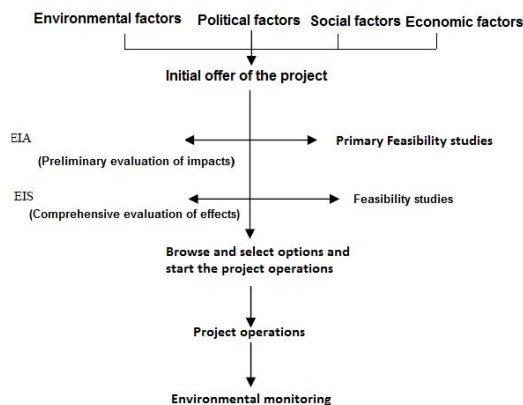 Environmental factors Political factors Social factors Economic factors
Initial offer of the project
EIA Primary Feasibility studies
(Preliminary evaluation of impacts)
EIS Feasibility studies
(Comprehensive evaluation of effects)
Browse and select options and
start the project operations
Project operations
Environmental monitoring